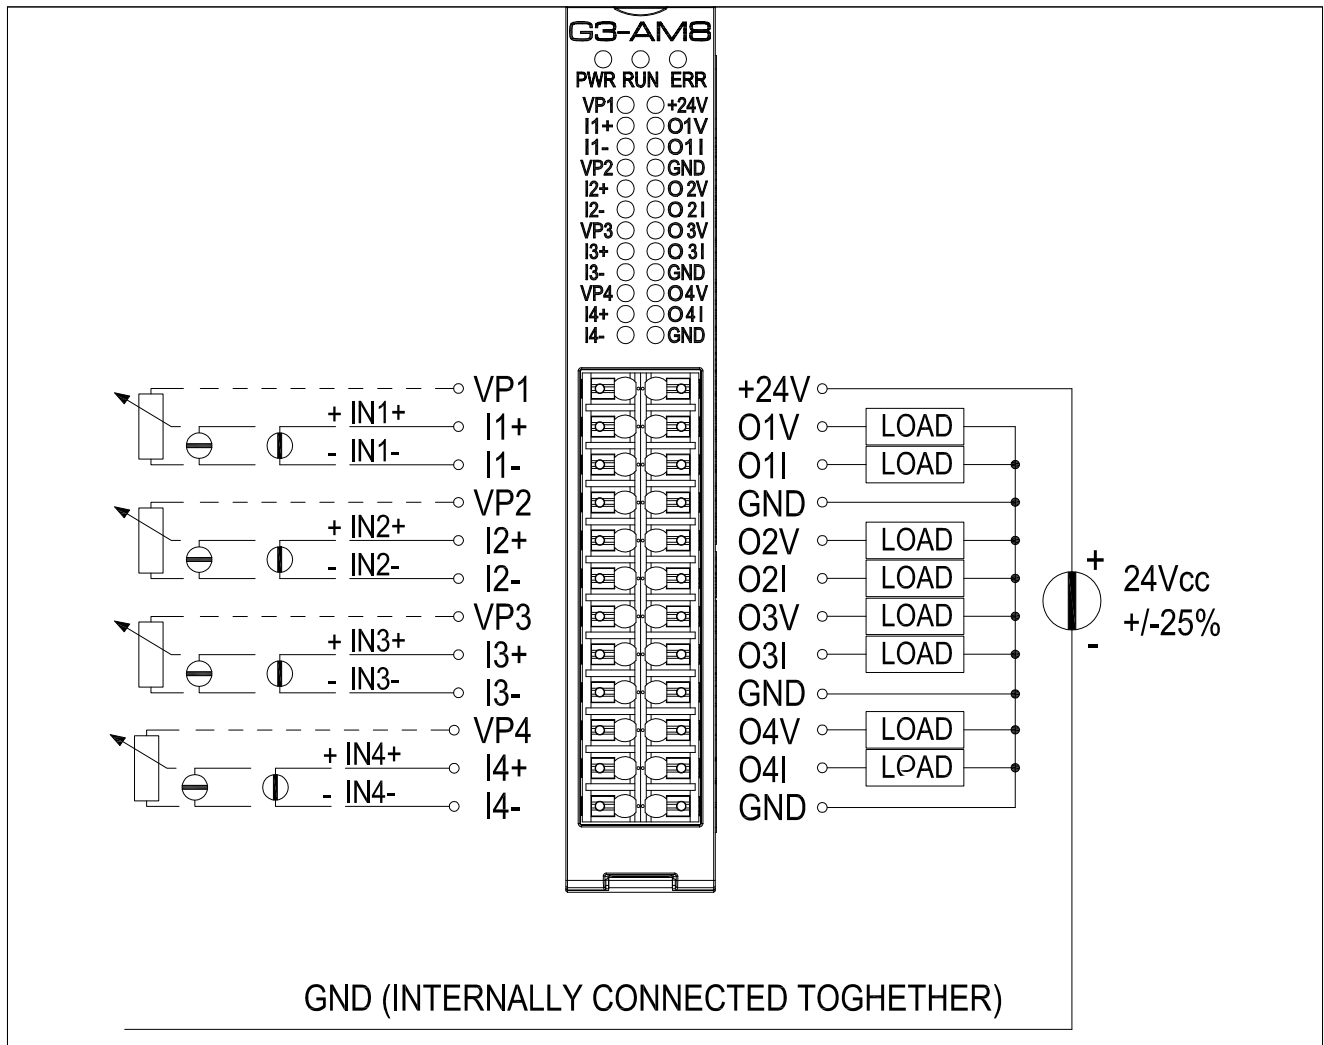 G3-AM8
PWR RUN ERR
VP1 +24V
I1+ O1V
I1- O1I
VP2 GND
I2+ O 2V
I2- O 2I
VP3 O 3V
I3+ O 3I
I3- GND
VP4 O4V
I4+ O4I
I4- GND
VP1 +24V
+ IN1+ I1+ O1V LOAD
- IN1- I1- O1I LOAD
VP2 GND
+ IN2+ I2+ O2V LOAD
- IN2- I2- O2I LOAD
VP3 O3V LOAD
+ IN3+ I3+ O3I LOAD
- IN3- I3- GND
VP4 O4V LOAD
+ IN4+ I4+ O4I LOAD
- IN4- I4- GND
+
24Vcc
+/-25%
-
GND (INTERNALLY CONNECTED TOGHETHER)